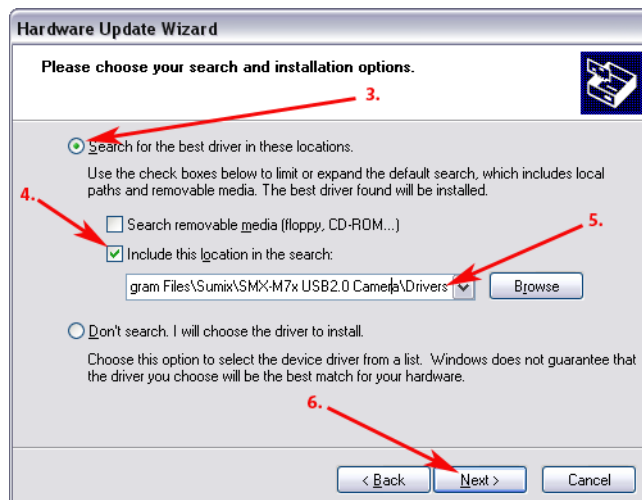 Hardware Update Wizard
Please choose your search and installation options.
3.
Search for the best driver in these locations.
Use the check boxes below to limit or expand the default search, which includes local
paths and removable media. The best driver found will be installed.
4.
Search removable media (floppy, CD-ROM...)
5.
Include this location in the search:
gram Files\Sumix\SMX-M7x USB2.0 Camera\Drivers
Browse
Don't search. I will choose the driver to install.
Choose this option to select the device driver from a list. Windows does not guarantee that
the driver you choose will be the best match for your hardware.
6.
< Back
Next >
Cancel